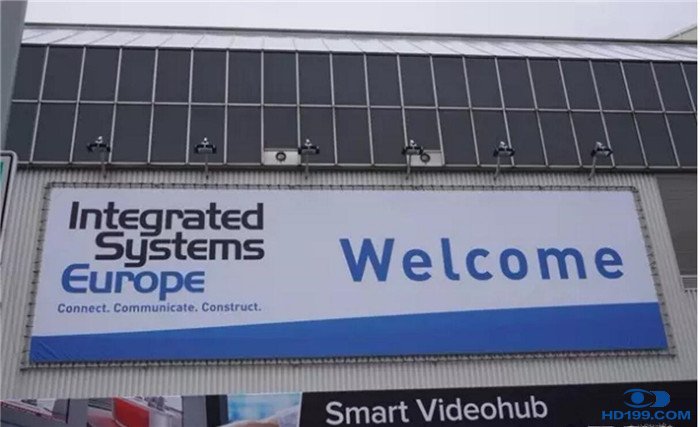 Integrated
Systems
Europe
Connect. Communicate. Construct.
Welcome
Smart Videohub
HD199.COM